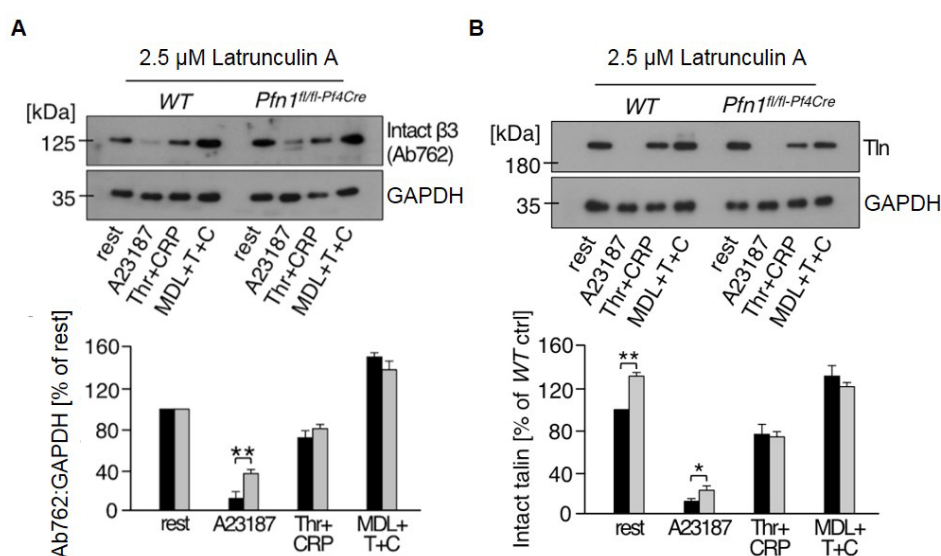 A
2.5 µM Latrunculin A
WT Pfn1fl/fl-Pf4Cre
[kDa]
125
Intact β3
(Ab762)
35
GAPDH
rest A23187 Thr+CRP MDL+T+C rest A23187 Thr+CRP MDL+T+C
Ab762:GAPDH [% of rest]
160
120
80
40
0
**
rest A23187 Thr+ MDL+
CRP T+C
B
2.5 µM Latrunculin A
WT Pfn1fl/fl-Pf4Cre
[kDa]
180
Tln
35
GAPDH
rest A23187 Thr+CRP MDL+T+C rest A23187 Thr+CRP MDL+T+C
Intact talin [% of WT ctrl]
160
120
80
40
0
**
*
rest A23187 Thr+ MDL+
CRP T+C